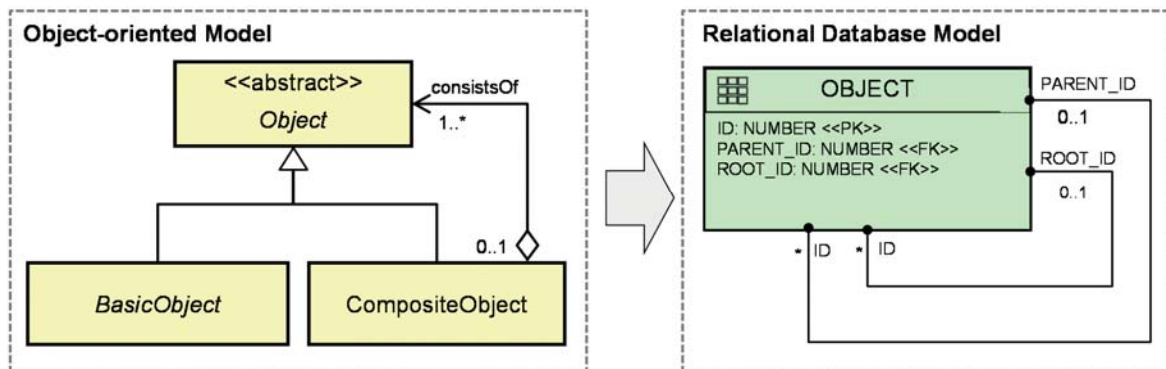 Object-oriented Model
<<abstract>>
Object
consistsOf
1..*
0..1
BasicObject
CompositeObject
Relational Database Model
OBJECT
ID: NUMBER <<PK>>
PARENT_ID: NUMBER <<FK>>
ROOT_ID: NUMBER <<FK>>
PARENT_ID
0..1
ROOT_ID
0..1
* ID
* ID